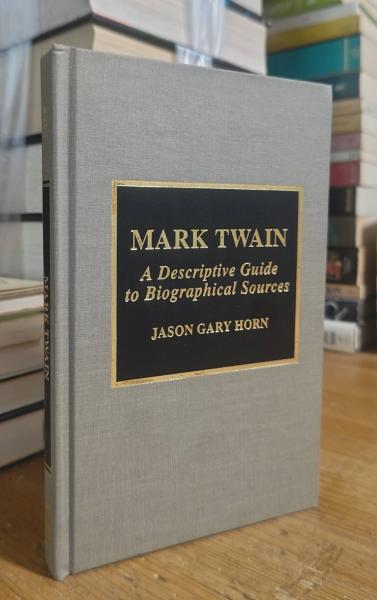 MARK TWAIN
A Descriptive Guide
to Biographical Sources
JASON GARY HORN
MARK TWAIN